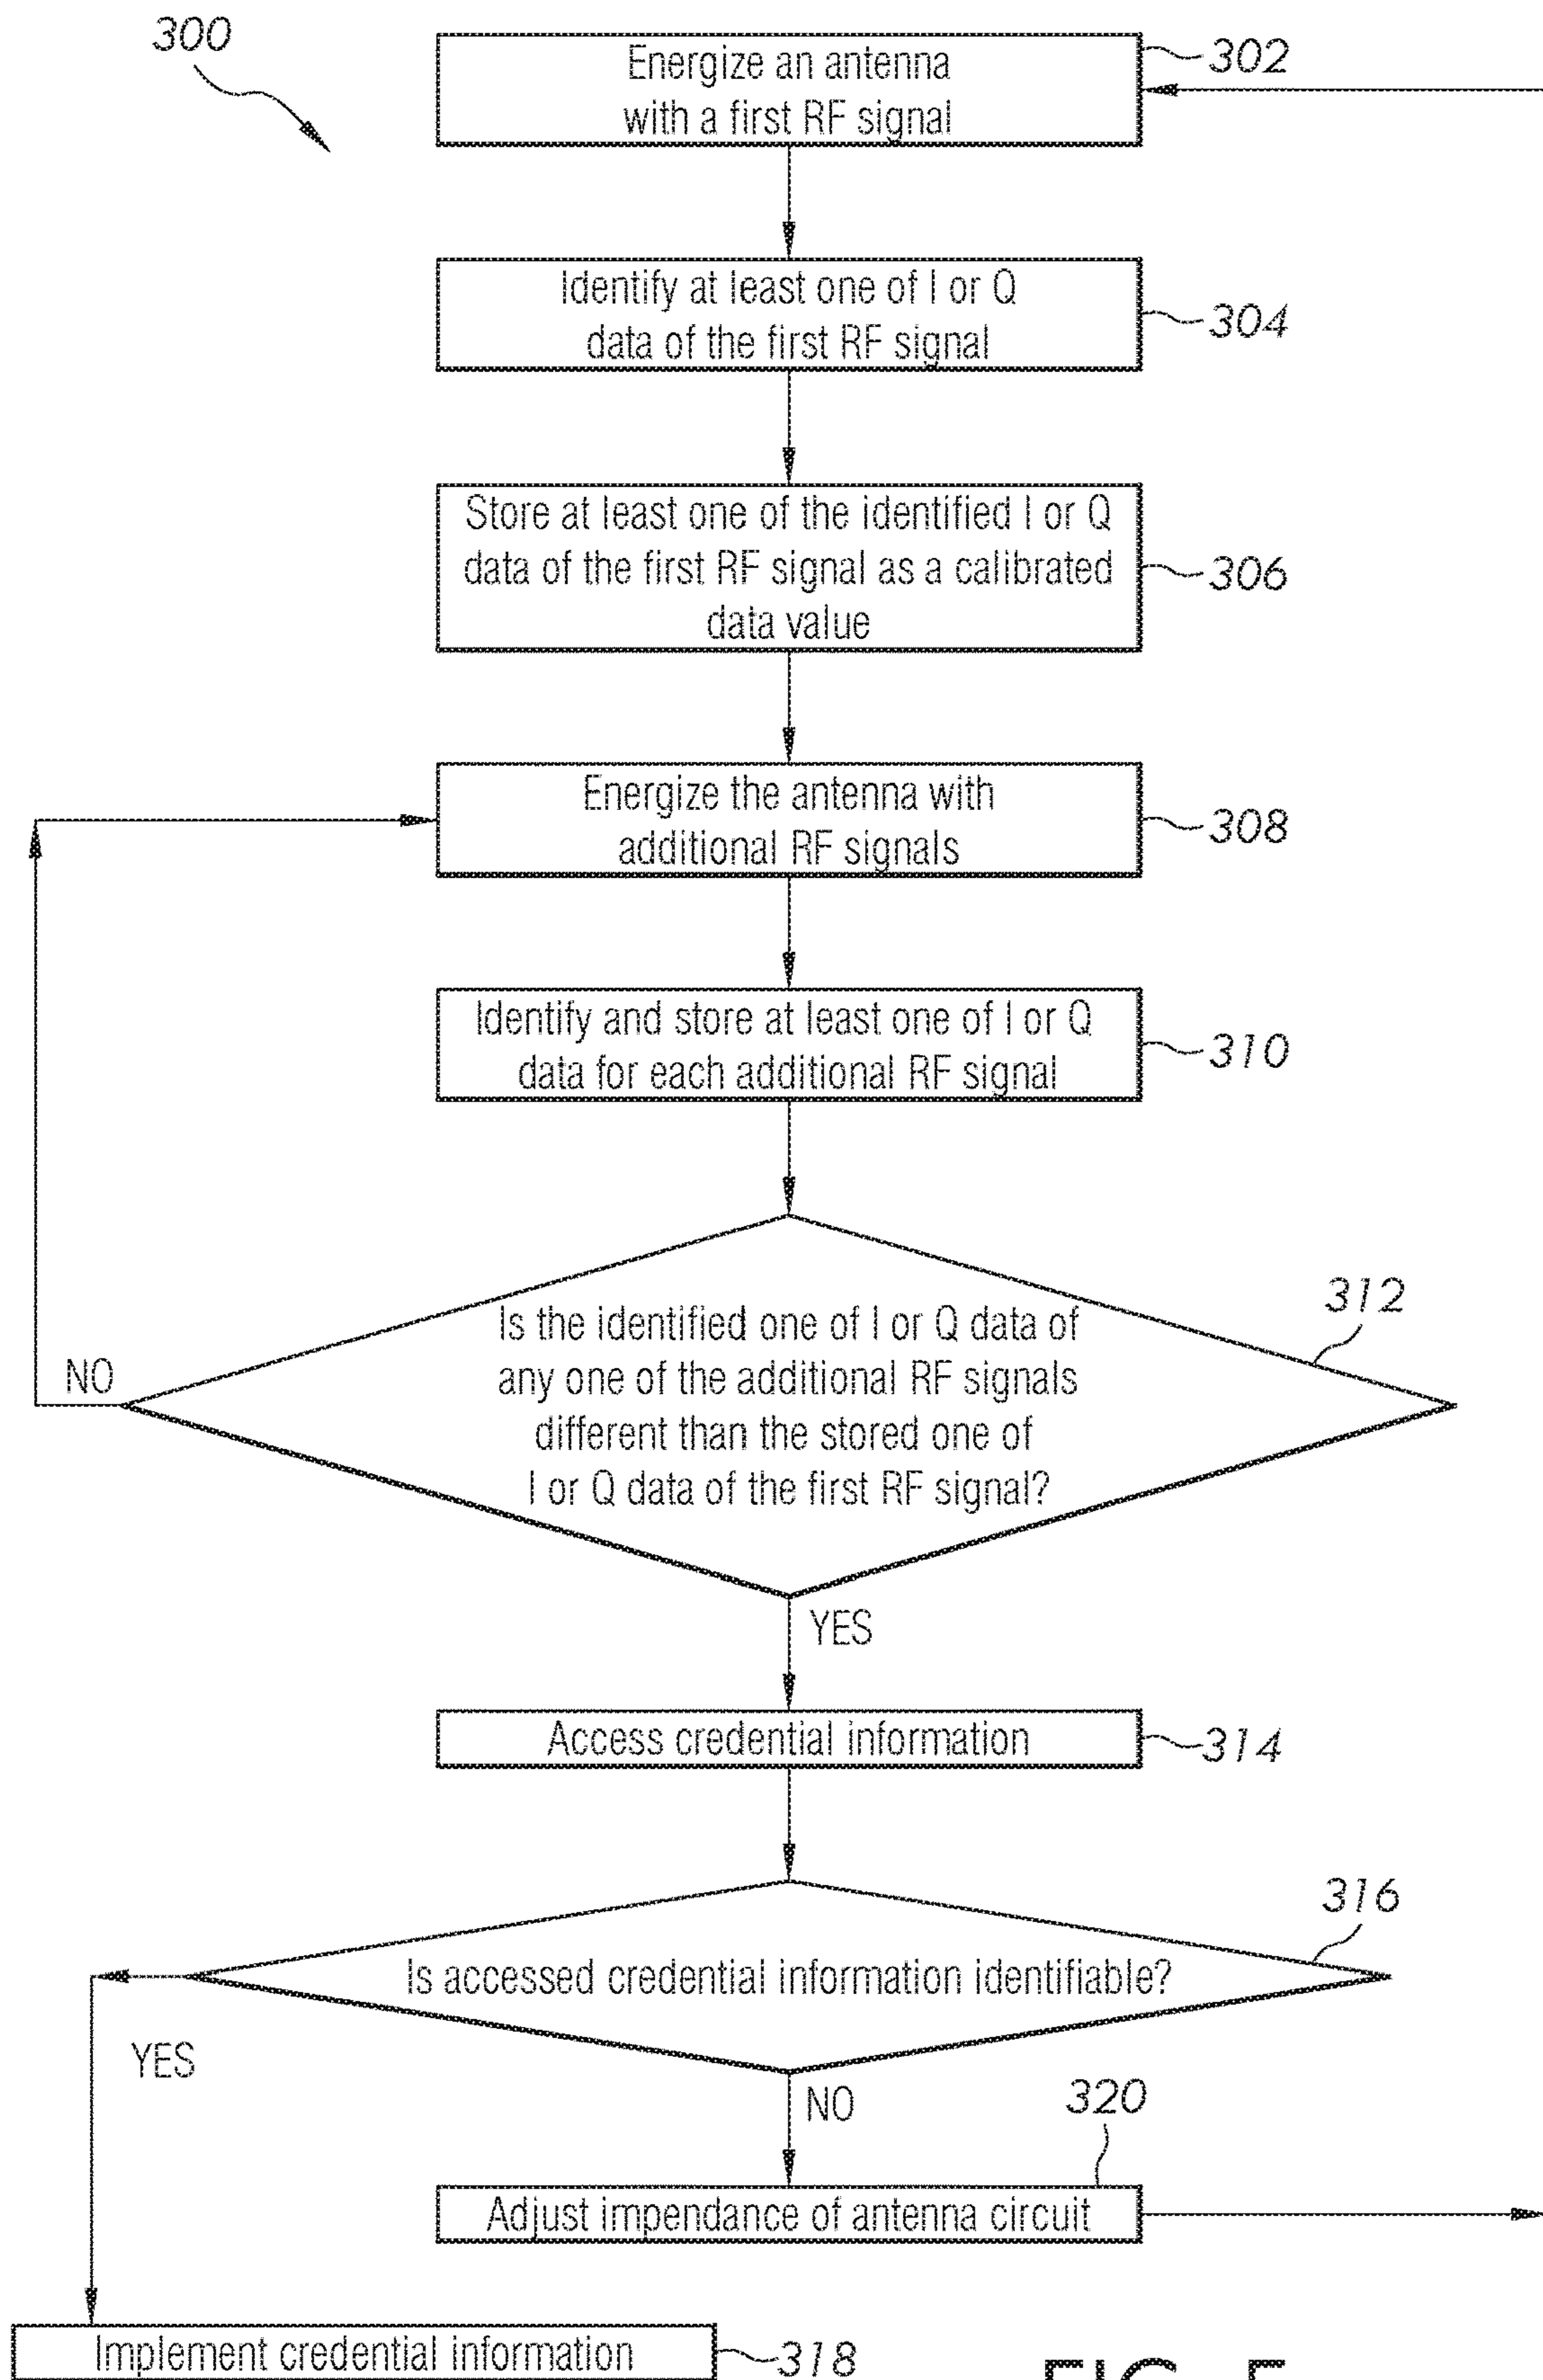 300
Energize an antenna
with a first RF signal
302
Identify at least one of I or Q
data of the first RF signal
304
Store at least one of the identified I or Q
data of the first RF signal as a calibrated
data value
306
Energize the antenna with
additional RF signals
308
Identify and store at least one of I or Q
data for each additional RF signal
310
Is the identified one of I or Q data of
any one of the additional RF signals
different than the stored one of
I or Q data of the first RF signal?
312
NO
YES
Access credential information
314
Is accessed credential information identifiable?
316
YES
NO
320
Adjust impendance of antenna circuit
Implement credential information
318
FIG. 5